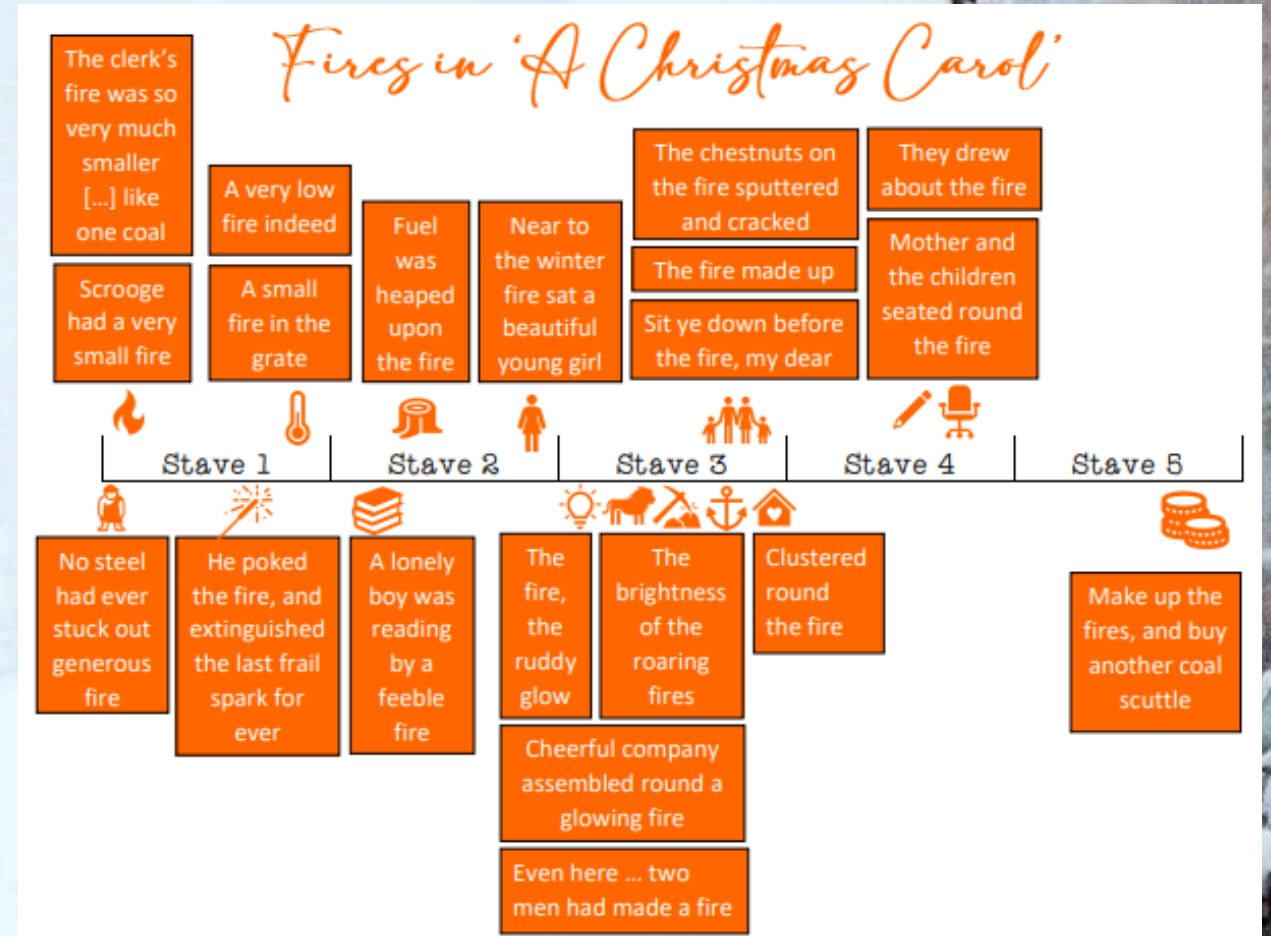 Fires in 'A Christmas Carol'
The clerk's
fire was so
very much
smaller
[…] like
one coal
Scrooge
had a very
small fire
A very low
fire indeed
A small
fire in the
grate
Fuel
was
heaped
upon
the fire
Near to
the winter
fire sat a
beautiful
young girl
The chestnuts on
the fire sputtered
and cracked
The fire made up
Sit ye down before
the fire, my dear
They drew
about the fire
Mother and
the children
seated round
the fire
Stave 1
Stave 2
Stave 3
Stave 4
Stave 5
No steel
had ever
stuck out
generous
fire
He poked
the fire, and
extinguished
the last frail
spark for
ever
A lonely
boy was
reading
by a
feeble
fire
The
fire,
the
ruddy
glow
The
brightness
of the
roaring
fires
Clustered
round
the fire
Cheerful company
assembled round a
glowing fire
Even here … two
men had made a fire
Make up the
fires, and buy
another coal
scuttle